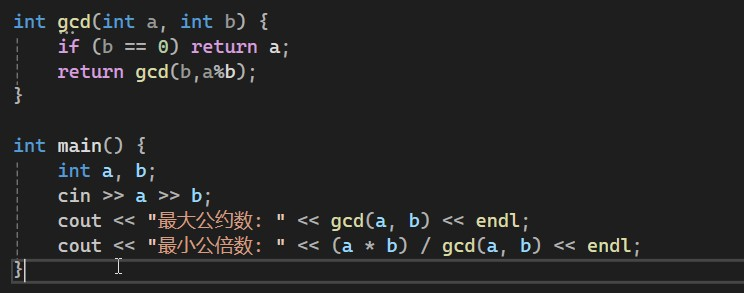 int gcd(int a, int b) {
    if (b == 0) return a;
    return gcd(b,a%b);
}

int main() {
    int a, b;
    cin >> a >> b;
    cout << "最大公约数: " << gcd(a, b) << endl;
    cout << "最小公倍数: " << (a * b) / gcd(a, b) << endl;
}